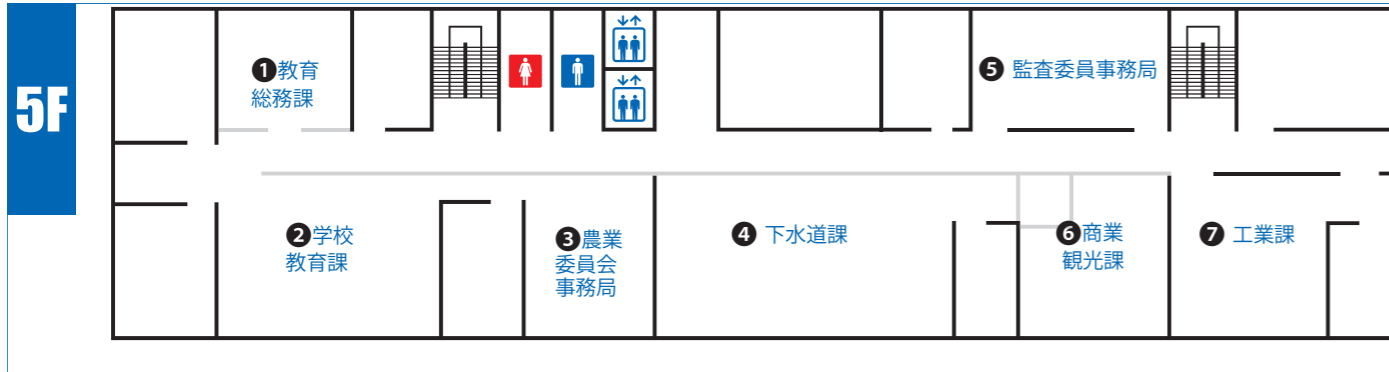 5F
❶教育
総務課
❺ 監査委員事務局
❷学校
教育課
❸農業
委員会
事務局
❹ 下水道課
❻商業
観光課
❼ 工業課